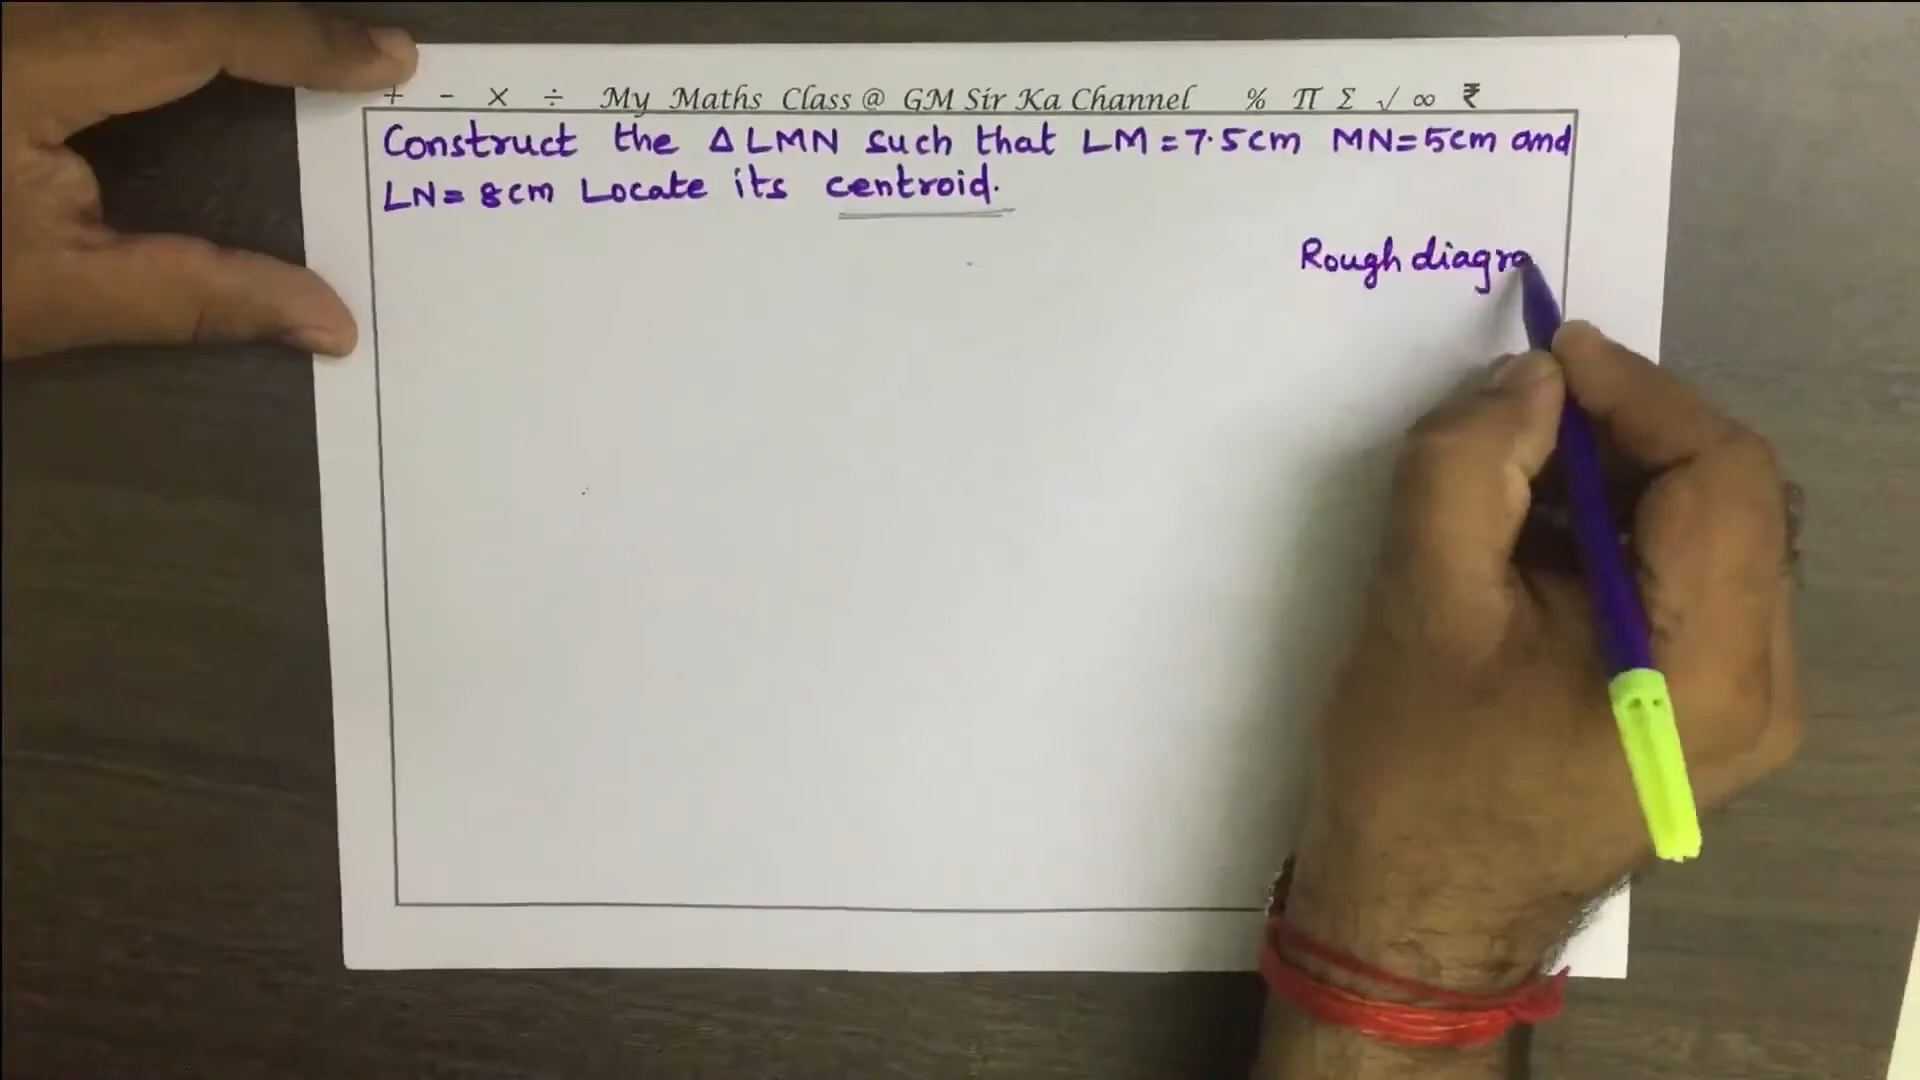 + - × ÷ My Maths Class @ GM Sir Ka Channel % Π Σ √ ∞ ₹
Construct the Δ LMN such that LM = 7.5cm MN=5cm and
LN= 8cm Locate its centroid.
Rough diagra